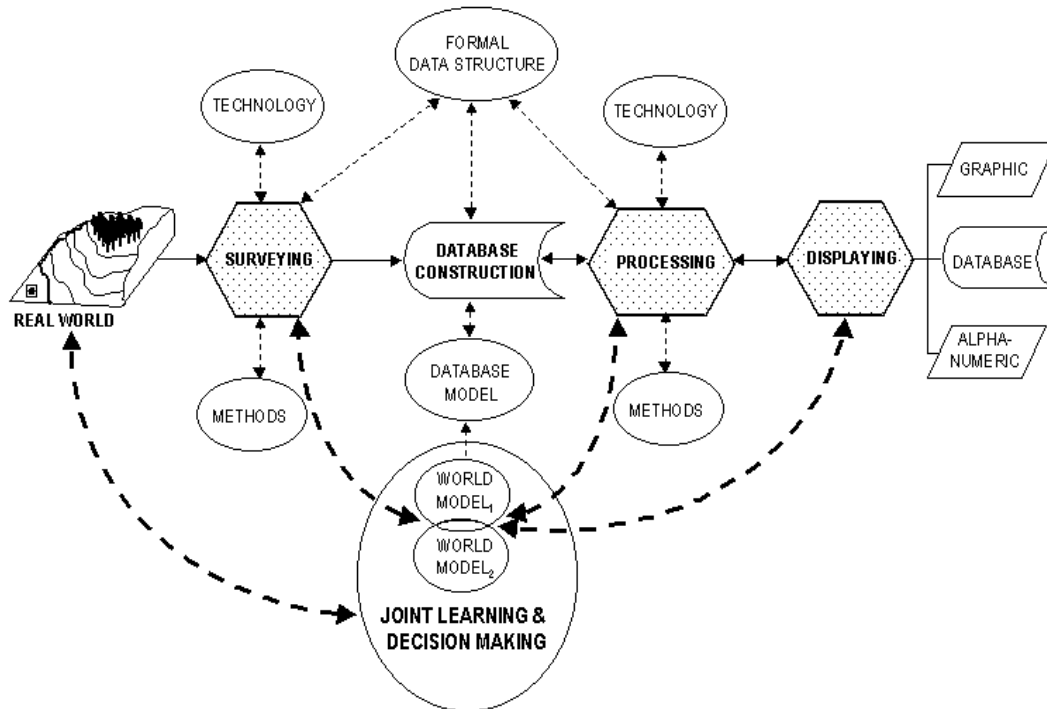 FORMAL
DATA STRUCTURE
TECHNOLOGY
TECHNOLOGY
GRAPHIC
SURVEYING
DATABASE
CONSTRUCTION
PROCESSING
DISPLAYING
DATABASE
REAL WORLD
ALPHA-
NUMERIC
METHODS
DATABASE
MODEL
METHODS
WORLD
MODEL1
WORLD
MODEL2
JOINT LEARNING &
DECISION MAKING